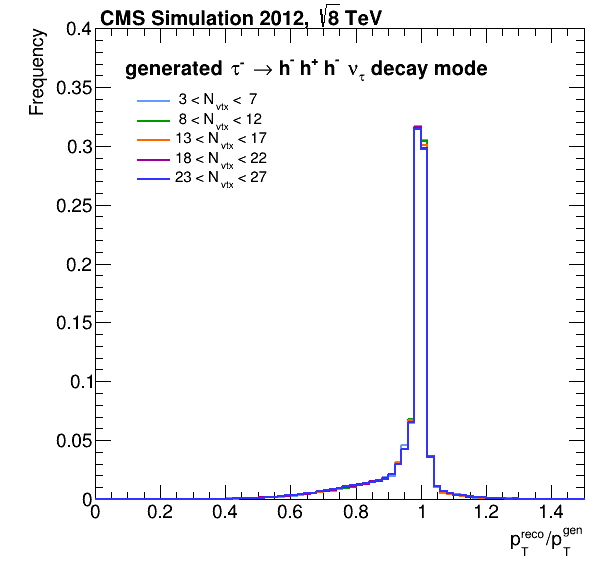 CMS Simulation 2012, √8 TeV
Frequency
generated τ⁻ → h⁻ h⁺ h⁻ ν_τ decay mode
3 < N_vtx < 7
8 < N_vtx < 12
13 < N_vtx < 17
18 < N_vtx < 22
23 < N_vtx < 27
0.4
0.35
0.3
0.25
0.2
0.15
0.1
0.05
0
0 0.2 0.4 0.6 0.8 1 1.2 1.4
p_T^reco/p_T^gen